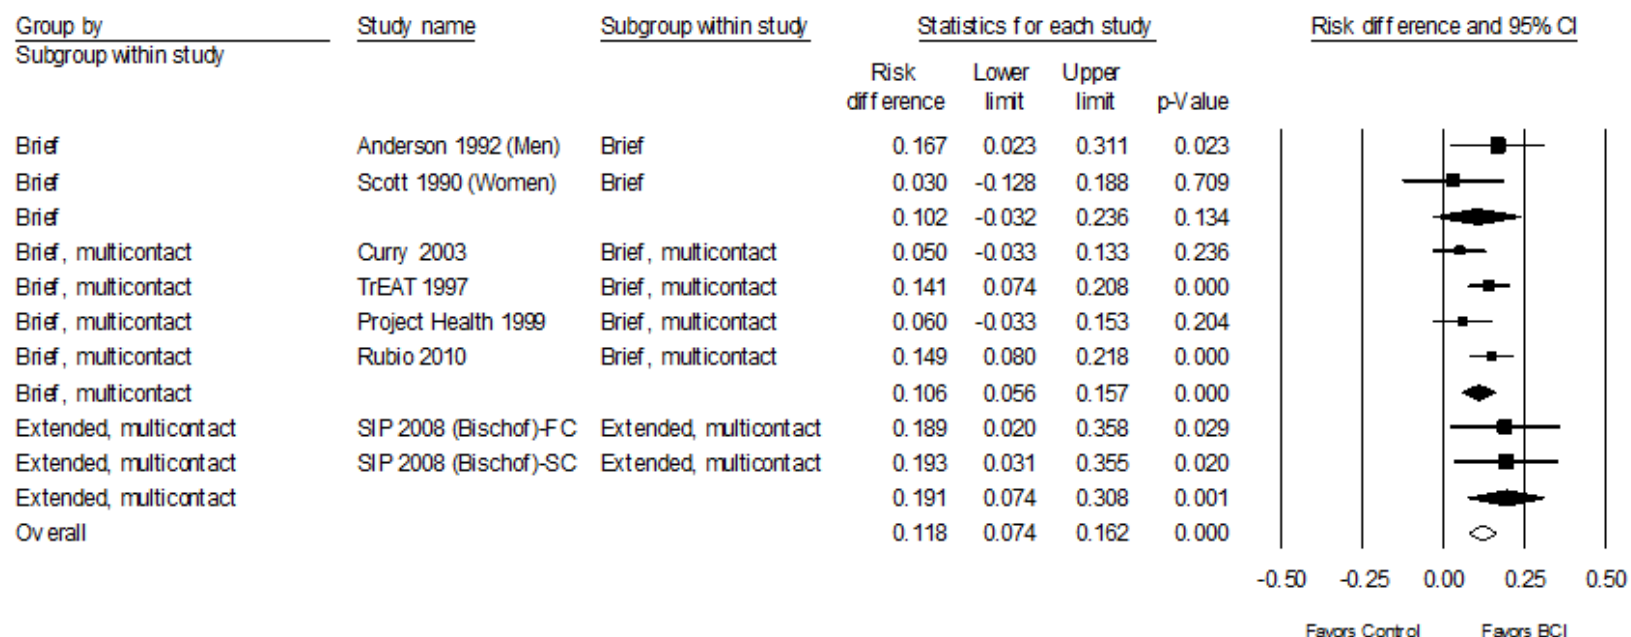 Group by Study name Subgroup within study Statistics for each study Risk difference and 95% CI
Subgroup within study
Risk Lower Upper
difference limit limit p-Value
Brief Anderson 1992 (Men) Brief 0.167 0.023 0.311 0.023
Brief Scott 1990 (Women) Brief 0.030 -0.128 0.188 0.709
Brief 0.102 -0.032 0.236 0.134
Brief, multicontact Curry 2003 Brief, multicontact 0.050 -0.033 0.133 0.236
Brief, multicontact TrEAT 1997 Brief, multicontact 0.141 0.074 0.208 0.000
Brief, multicontact Project Health 1999 Brief, multicontact 0.060 -0.033 0.153 0.204
Brief, multicontact Rubio 2010 Brief, multicontact 0.149 0.080 0.218 0.000
Brief, multicontact 0.106 0.056 0.157 0.000
Extended, multicontact SIP 2008 (Bischof)-FC Extended, multicontact 0.189 0.020 0.358 0.029
Extended, multicontact SIP 2008 (Bischof)-SC Extended, multicontact 0.193 0.031 0.355 0.020
Extended, multicontact 0.191 0.074 0.308 0.001
Overall 0.118 0.074 0.162 0.000
-0.50 -0.25 0.00 0.25 0.50
Favors Control Favors BCI